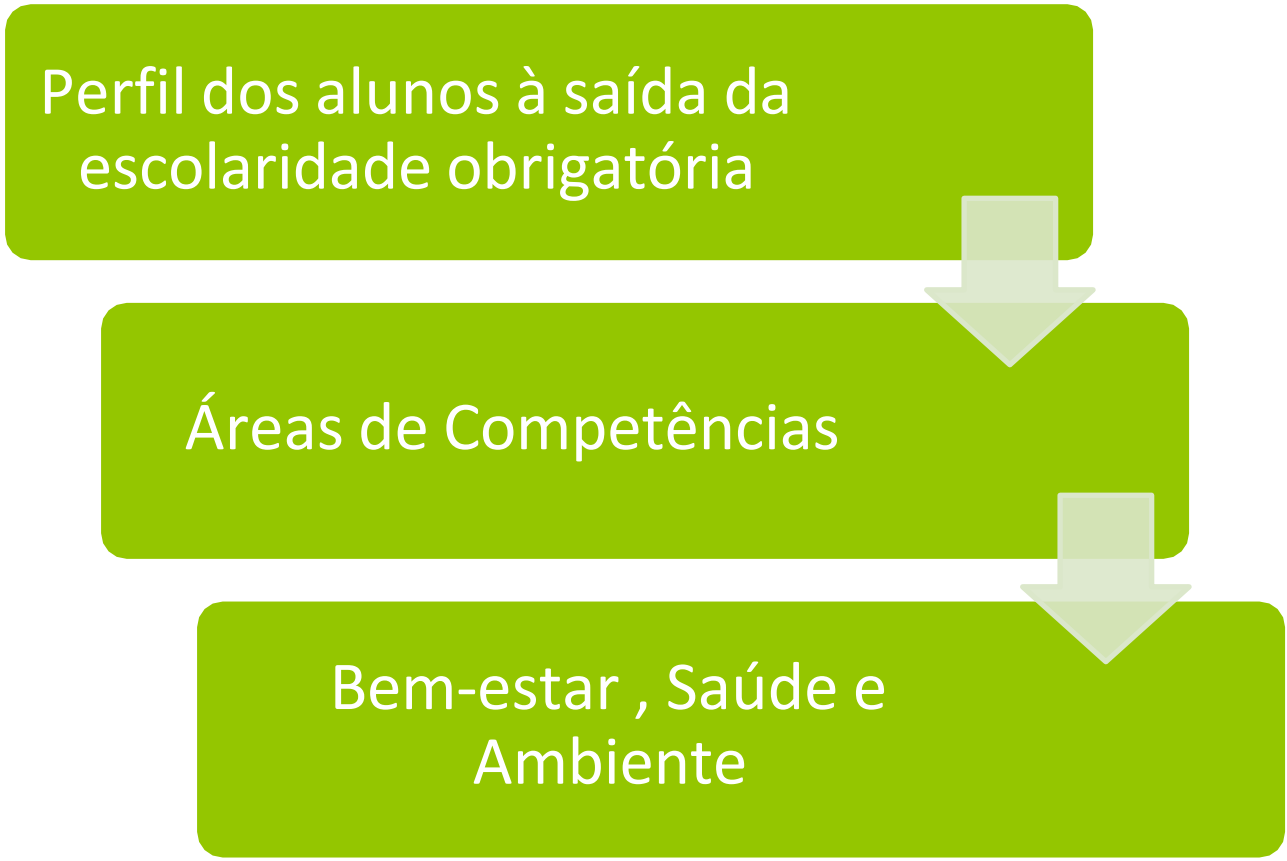 Perfil dos alunos à saída da
escolaridade obrigatória
Áreas de Competências
Bem-estar , Saúde e
Ambiente